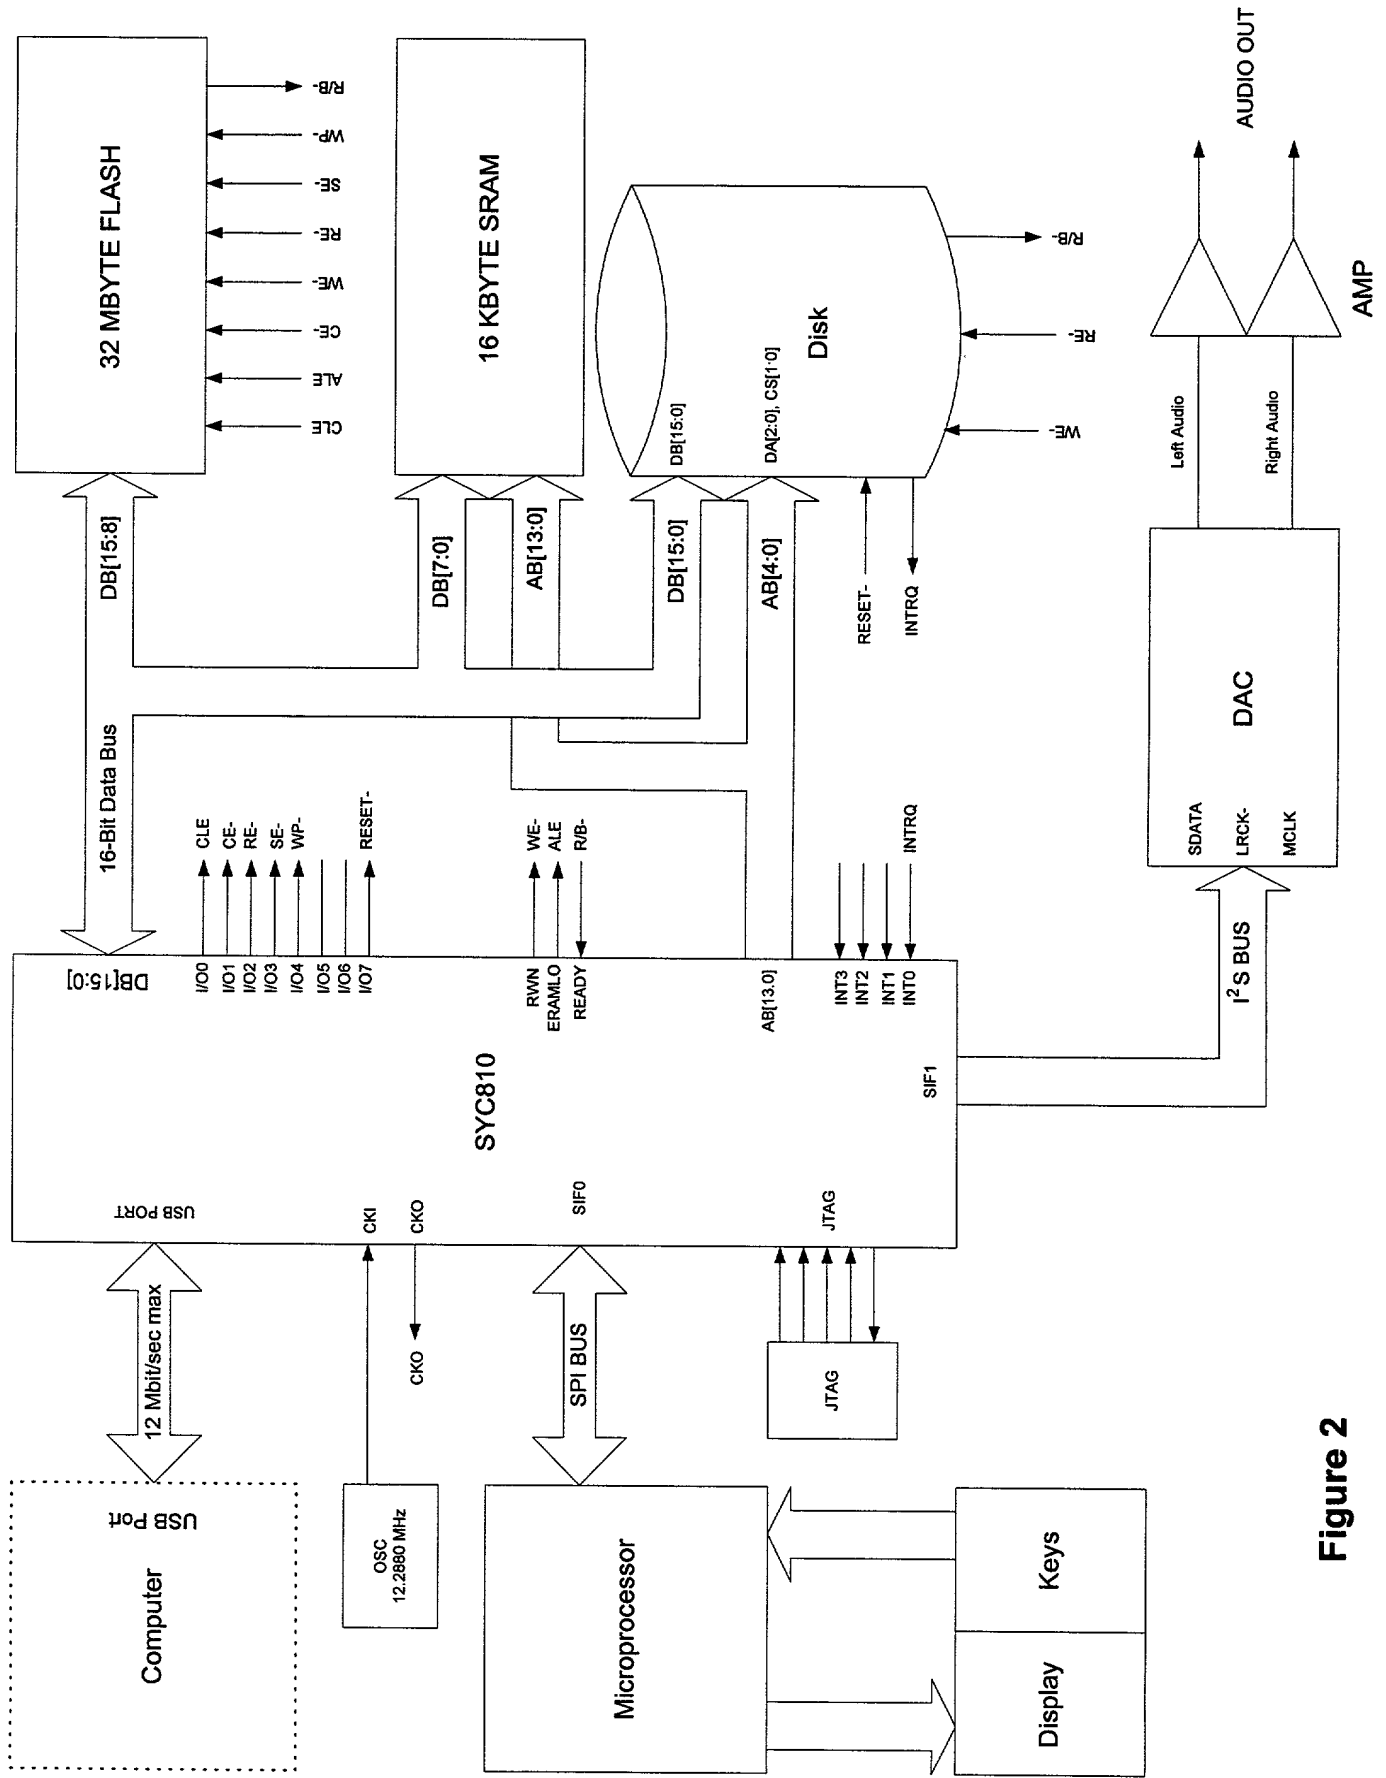 Computer
USB Port
12 Mbit/sec max
USB PORT
OSC
12.2880 MHz
CKI
CKO
CKO
Microprocessor
SPI BUS
SIF0
JTAG
JTAG
Display
Keys
SYC810
DB[15:0]
I/O0
I/O1
I/O2
I/O3
I/O4
I/O5
I/O6
I/O7
CLE
CE-
RE-
SE-
WP-
RESET-
RWN
ERAMLO
READY
WE-
ALE
R/B-
AB[13.0]
INT3
INT2
INT1
INT0
INTRQ
SIF1
16-Bit Data Bus
DB[15:8]
DB[7:0]
AB[13:0]
DB[15:0]
AB[4:0]
32 MBYTE FLASH
CLE
ALE
CE-
WE-
RE-
SE-
WP-
R/B-
16 KBYTE SRAM
DB[15:0]
DA[2:0], CS[1:0]
Disk
RESET-
INTRQ
WE-
RE-
R/B-
I2S BUS
SDATA
LRCK-
MCLK
DAC
Left Audio
Right Audio
AMP
AUDIO OUT
Figure 2